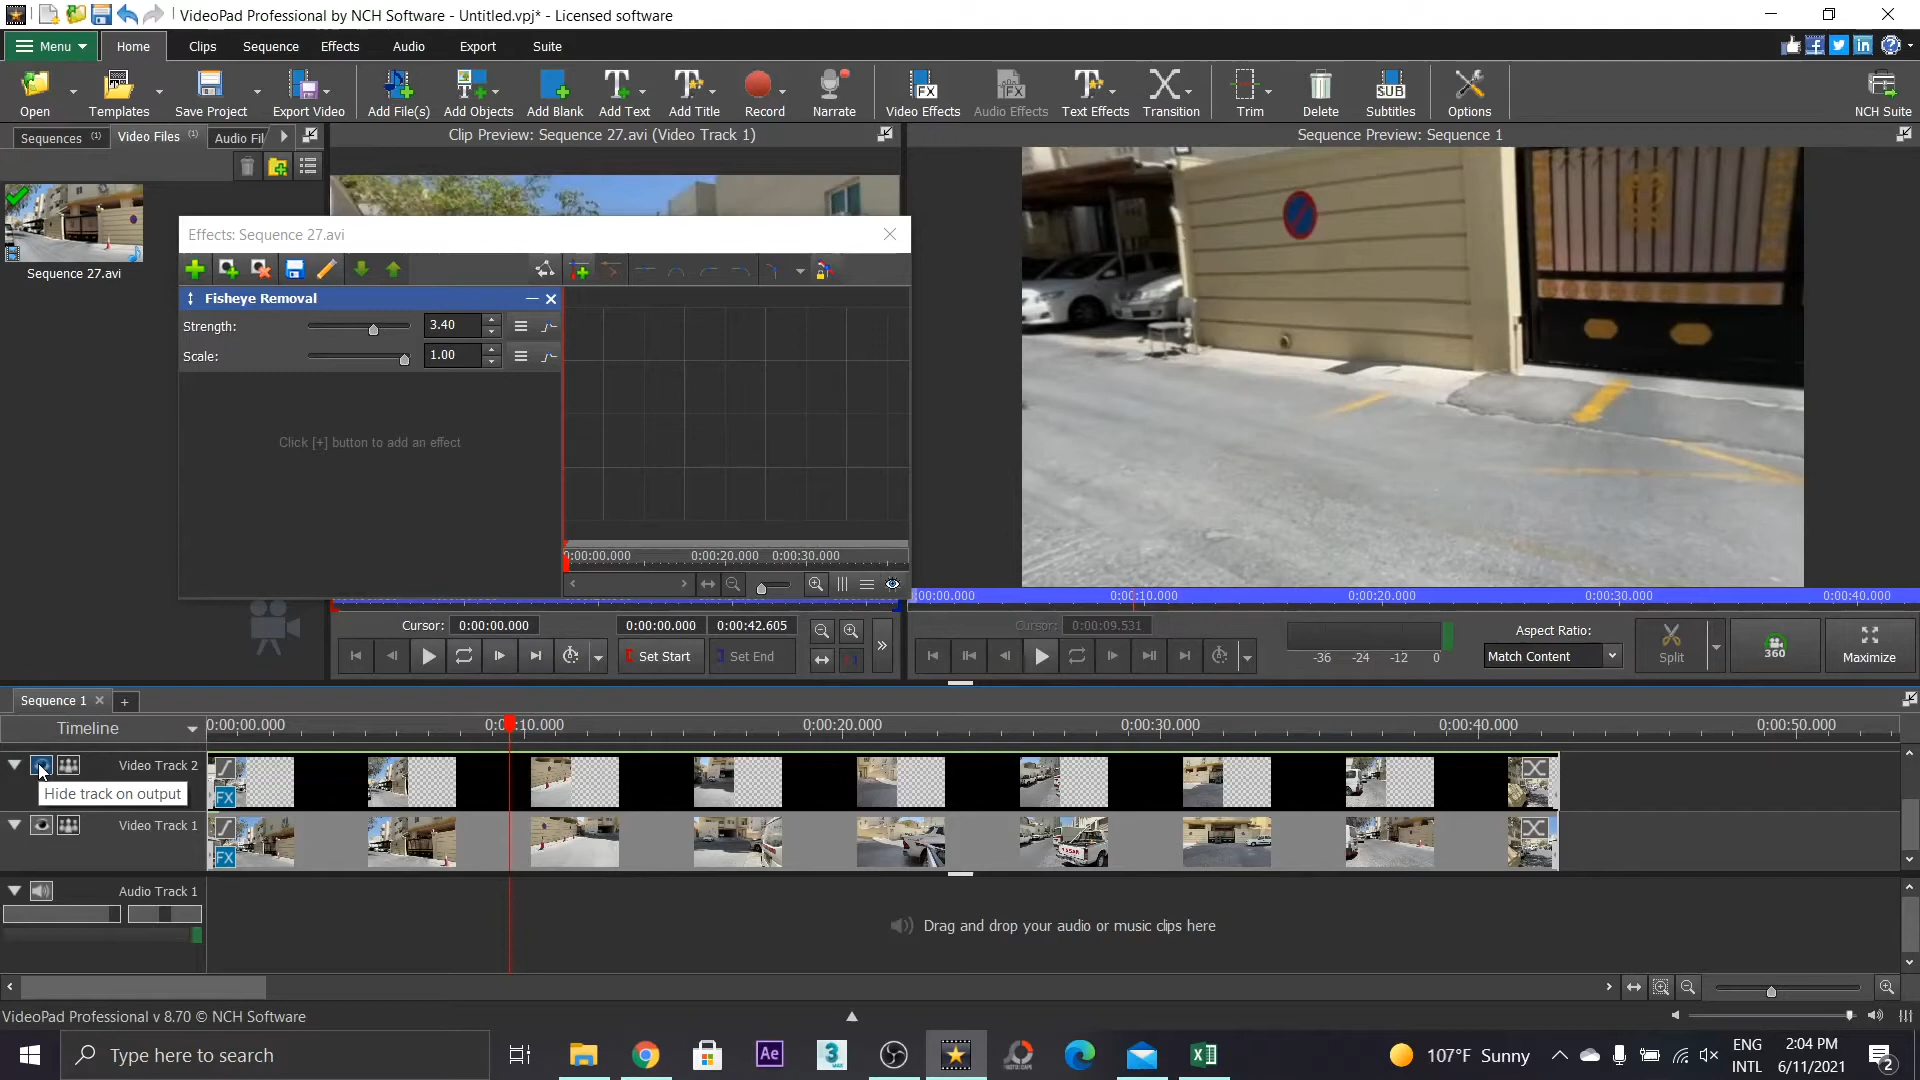 VideoPad Professional by NCH Software - Untitled.vpj* - Licensed software
Menu Home Clips Sequence Effects Audio Export Suite
Open Templates Save Project Export Video Add File(s) Add Objects Add Blank Add Text Add Title Record Narrate Video Effects Audio Effects Text Effects Transition Trim Delete Subtitles Options NCH Suite
Sequences (1) Video Files (1) Audio Fil
Clip Preview: Sequence 27.avi (Video Track 1)
Sequence Preview: Sequence 1
Sequence 27.avi
Effects: Sequence 27.avi
Fisheye Removal
Strength: 3.40
Scale: 1.00
Click [+] button to add an effect
0:00:00.000 0:00:20.000 0:00:30.000
:00:00.000 0:00:10.000 0:00:20.000 0:00:30.000 0:00:40.000
Cursor: 0:00:00.000 0:00:00.000 0:00:42.605
Set Start Set End
Cursor: 0:00:09.531
-36 -24 -12 0
Aspect Ratio:
Match Content
Split 360 Maximize
Sequence 1
Timeline
0:00:00.000 0:00:10.000 0:00:20.000 0:00:30.000 0:00:40.000 0:00:50.000
Video Track 2
Hide track on output
FX
Video Track 1
FX
Audio Track 1
Drag and drop your audio or music clips here
VideoPad Professional v 8.70 © NCH Software
Type here to search
Ae
3
107°F Sunny
ENG
INTL
2:04 PM
6/11/2021
2